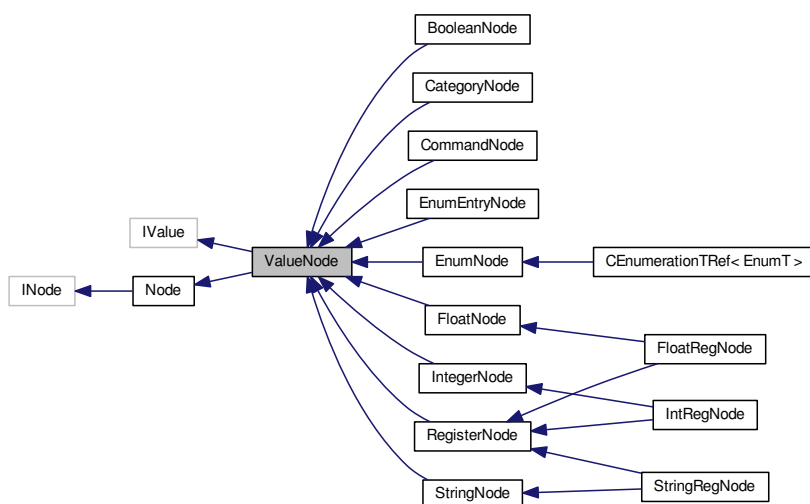 BooleanNode
CategoryNode
CommandNode
EnumEntryNode
IValue
ValueNode
EnumNode
CEnumerationTRef< EnumT >
INode
Node
FloatNode
FloatRegNode
IntegerNode
IntRegNode
RegisterNode
StringRegNode
StringNode